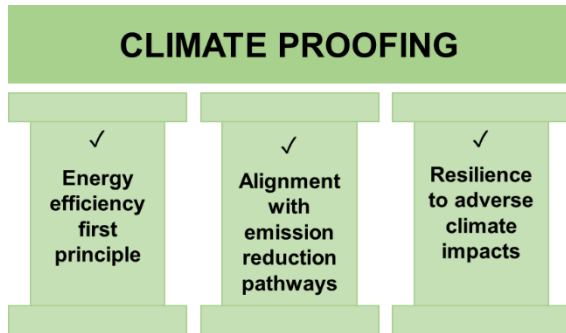 CLIMATE PROOFING
✓
Energy
efficiency
first
principle
✓
Alignment
with
emission
reduction
pathways
✓
Resilience
to adverse
climate
impacts